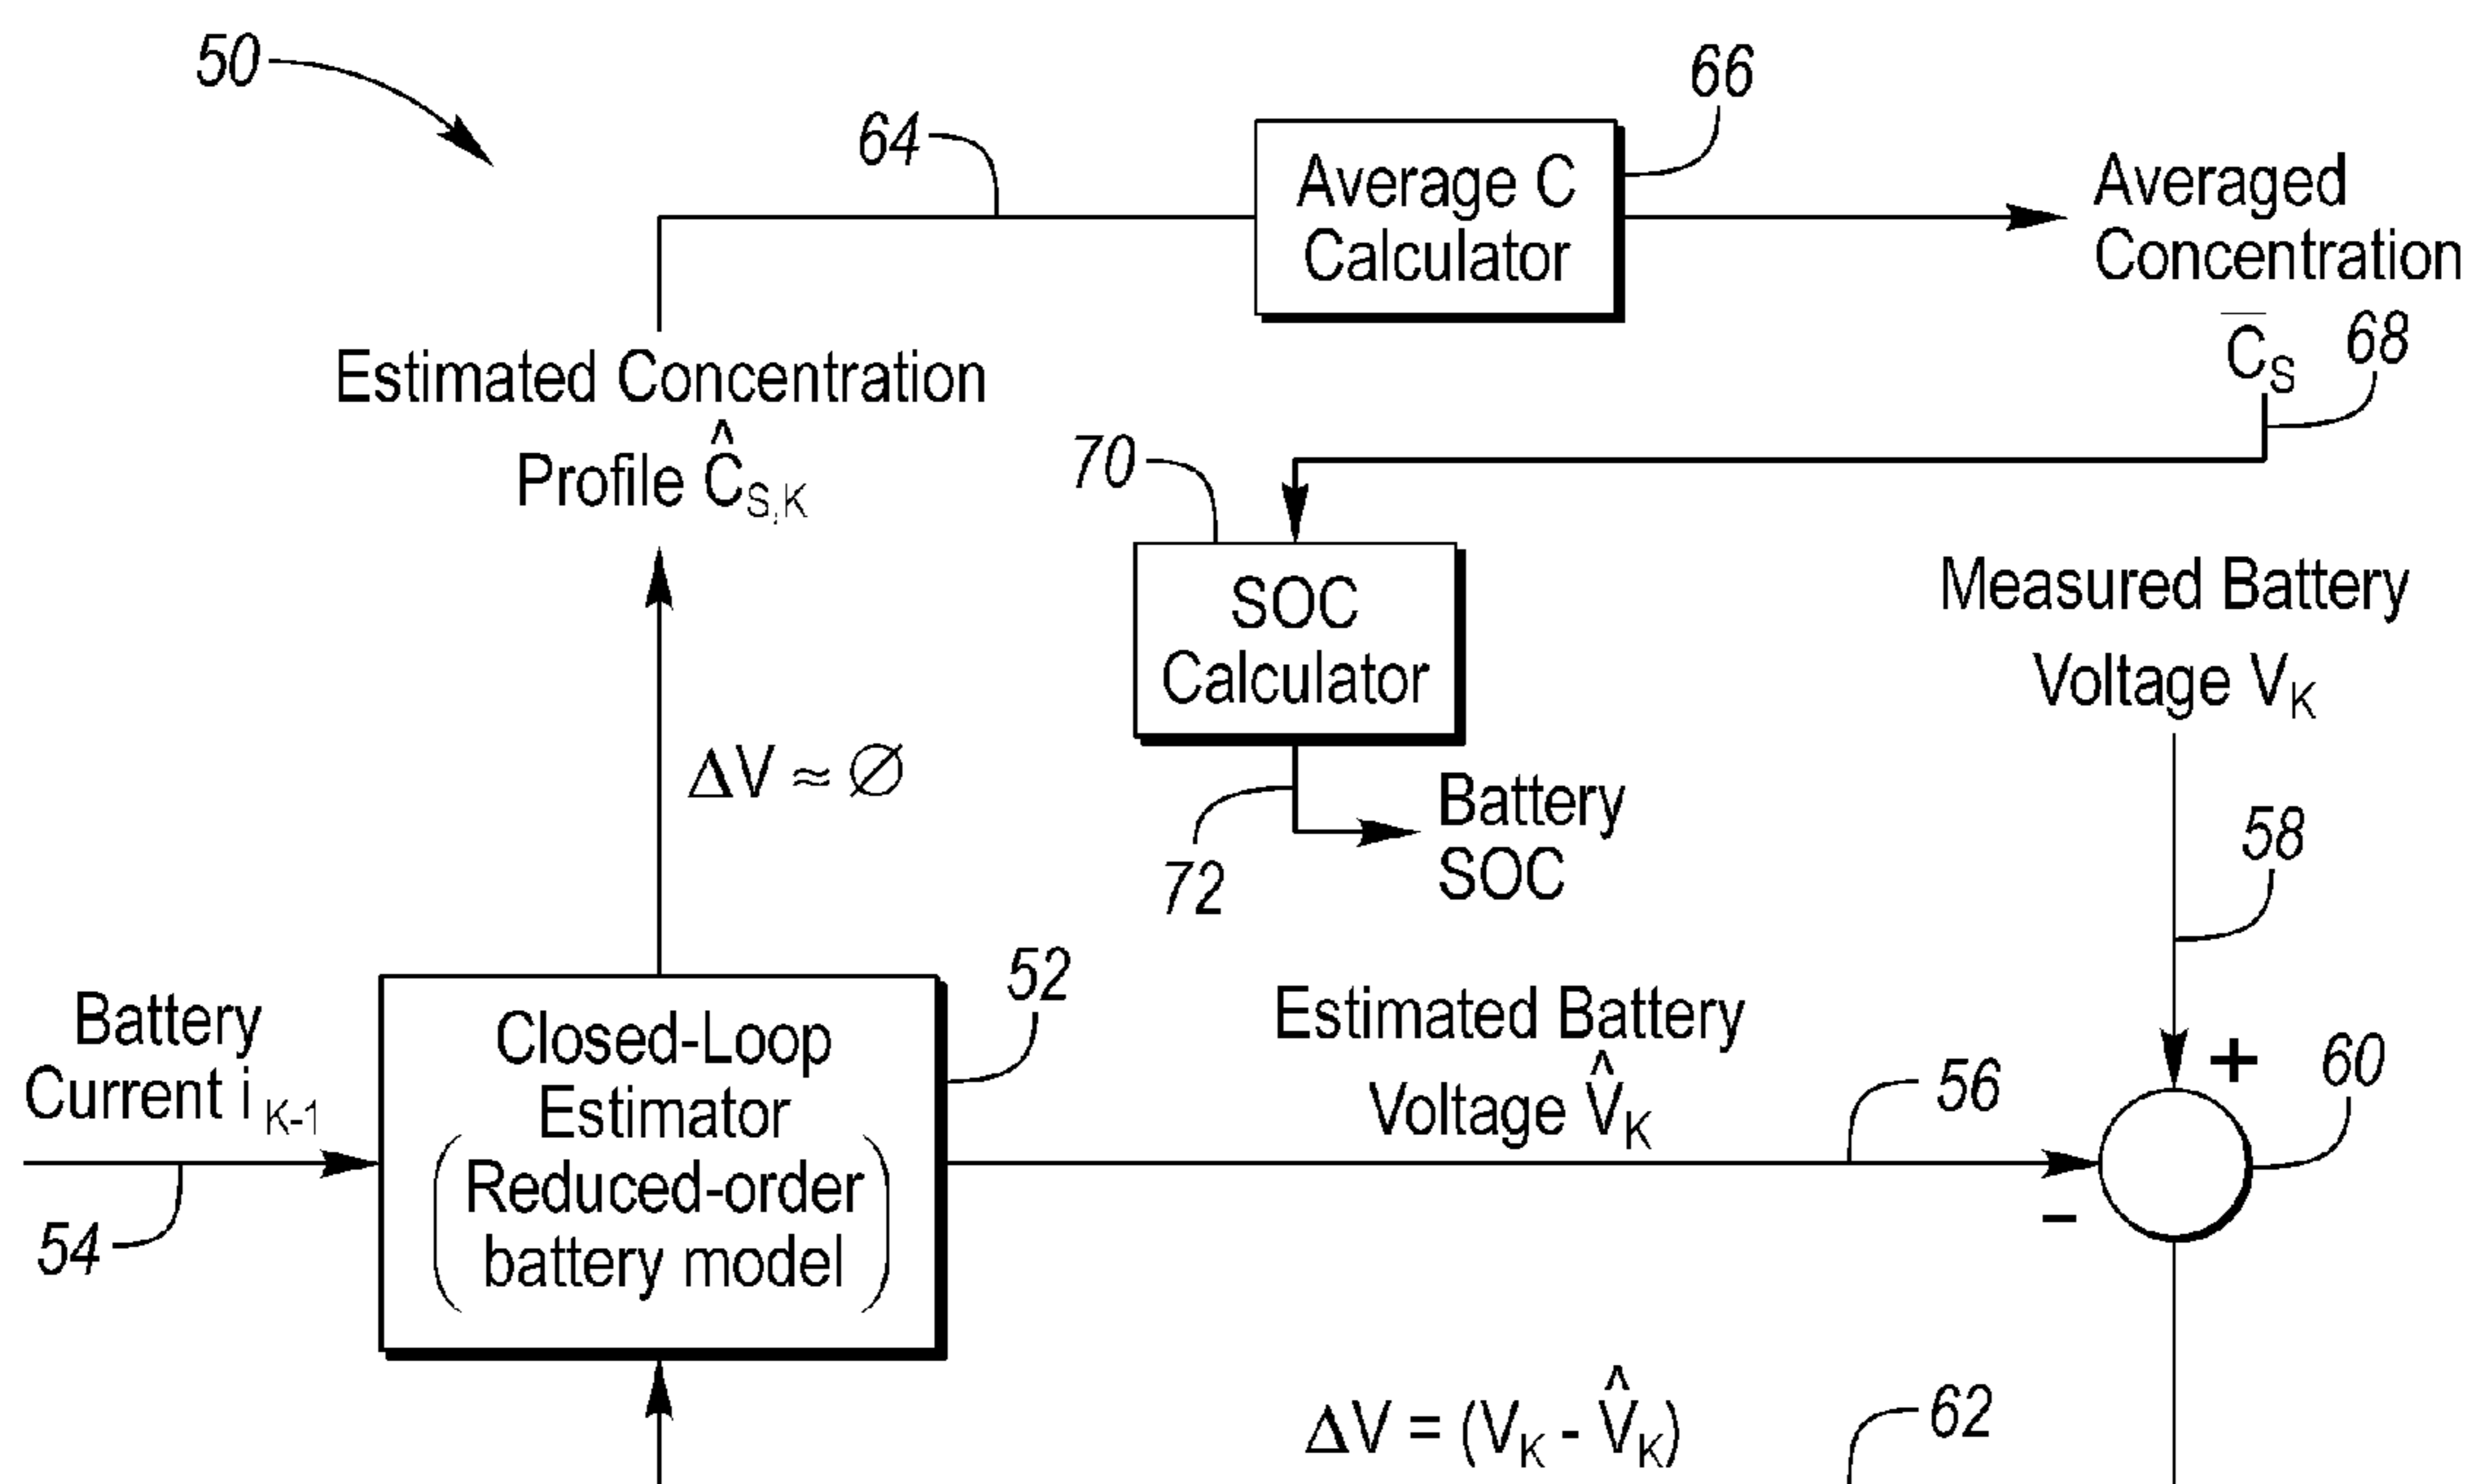 50
64
66
Average C
Calculator
Averaged
Concentration
C̅S
68
Estimated Concentration
Profile ĈS,K
70
SOC
Calculator
72
Battery
SOC
Measured Battery
Voltage VK
58
ΔV ≈ ∅
Battery
Current iK-1
54
52
Closed-Loop
Estimator
(Reduced-order
battery model)
Estimated Battery
Voltage V̂K
56
+
60
-
ΔV = (VK - V̂K)
62